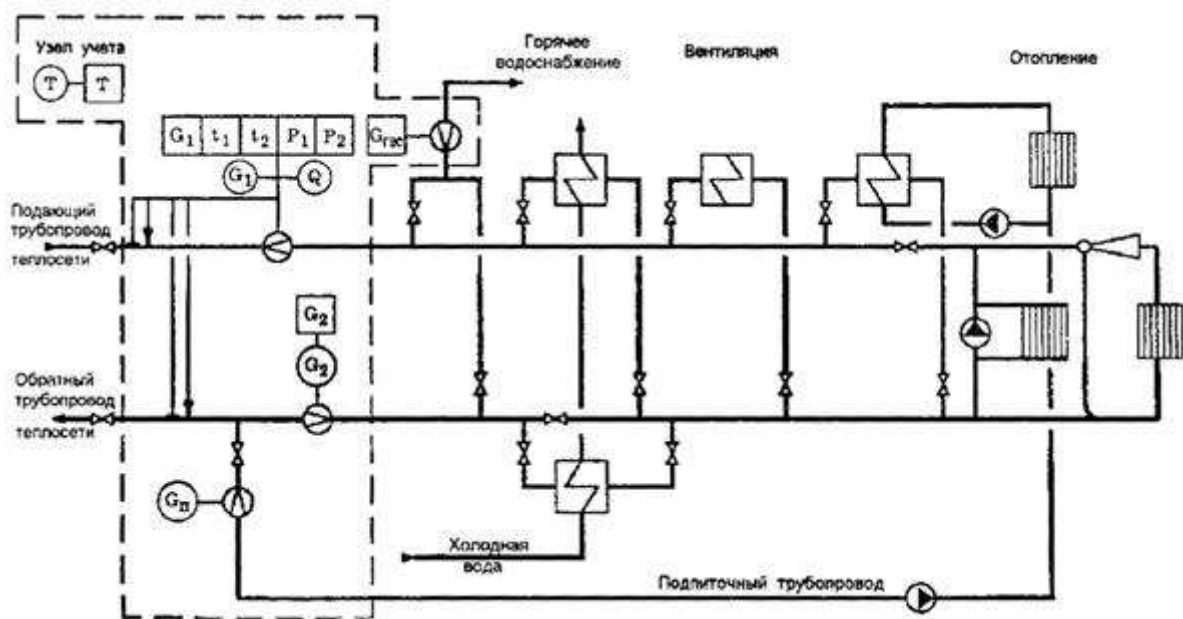 Узел учета
T T
Горячее
водоснабжение
Вентиляция
Отопление
G₁ t₁ t₂ P₁ P₂ Gгвс
G₁ Q
Подающий
трубопровод
теплосети
G₂
G₂
Обратный
трубопровод
теплосети
Gп
Холодная
вода
Подпиточный трубопровод